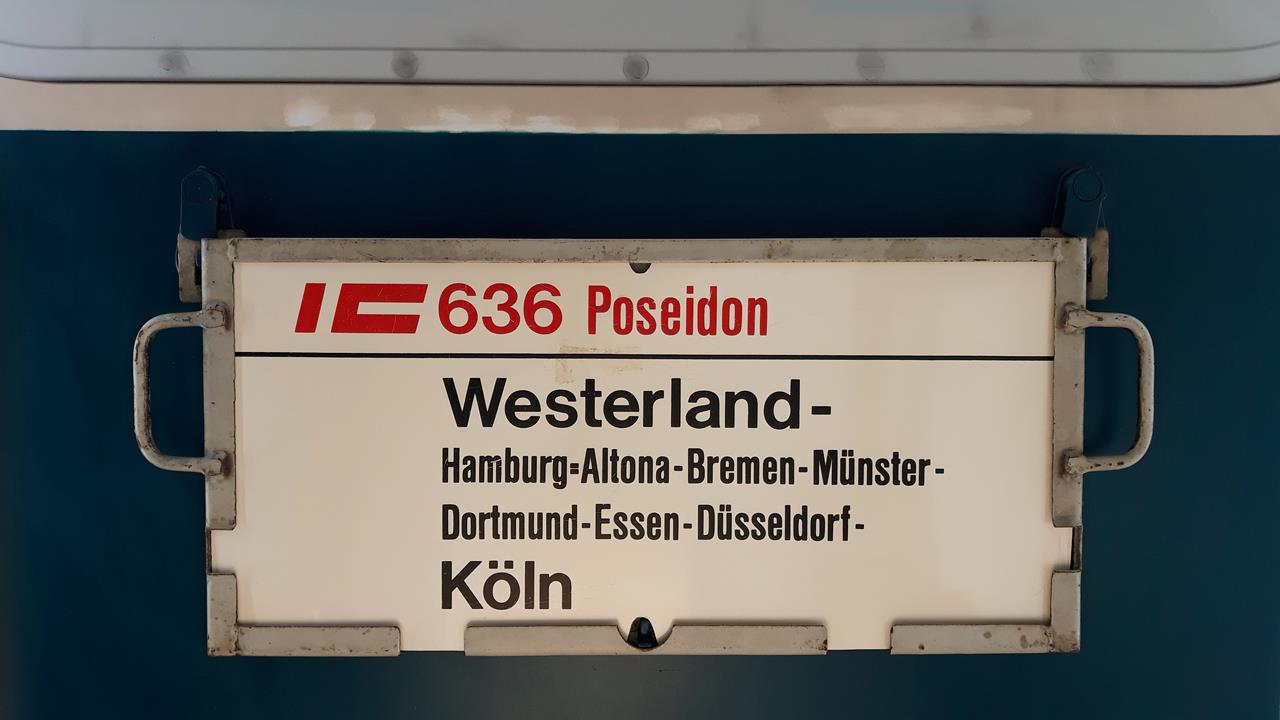 IC 636 Poseidon
Westerland-
Hamburg=Altona-Bremen-Münster-
Dortmund-Essen-Düsseldorf-
Köln